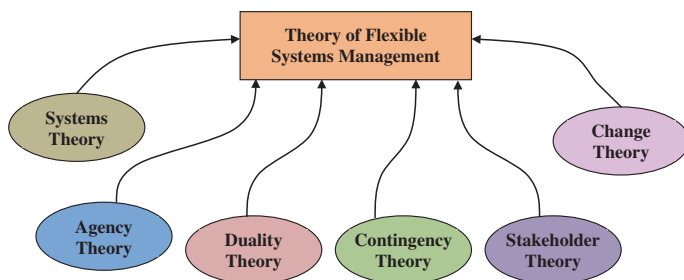 Theory of Flexible
Systems Management
Systems
Theory
Change
Theory
Agency
Theory
Duality
Theory
Contingency
Theory
Stakeholder
Theory